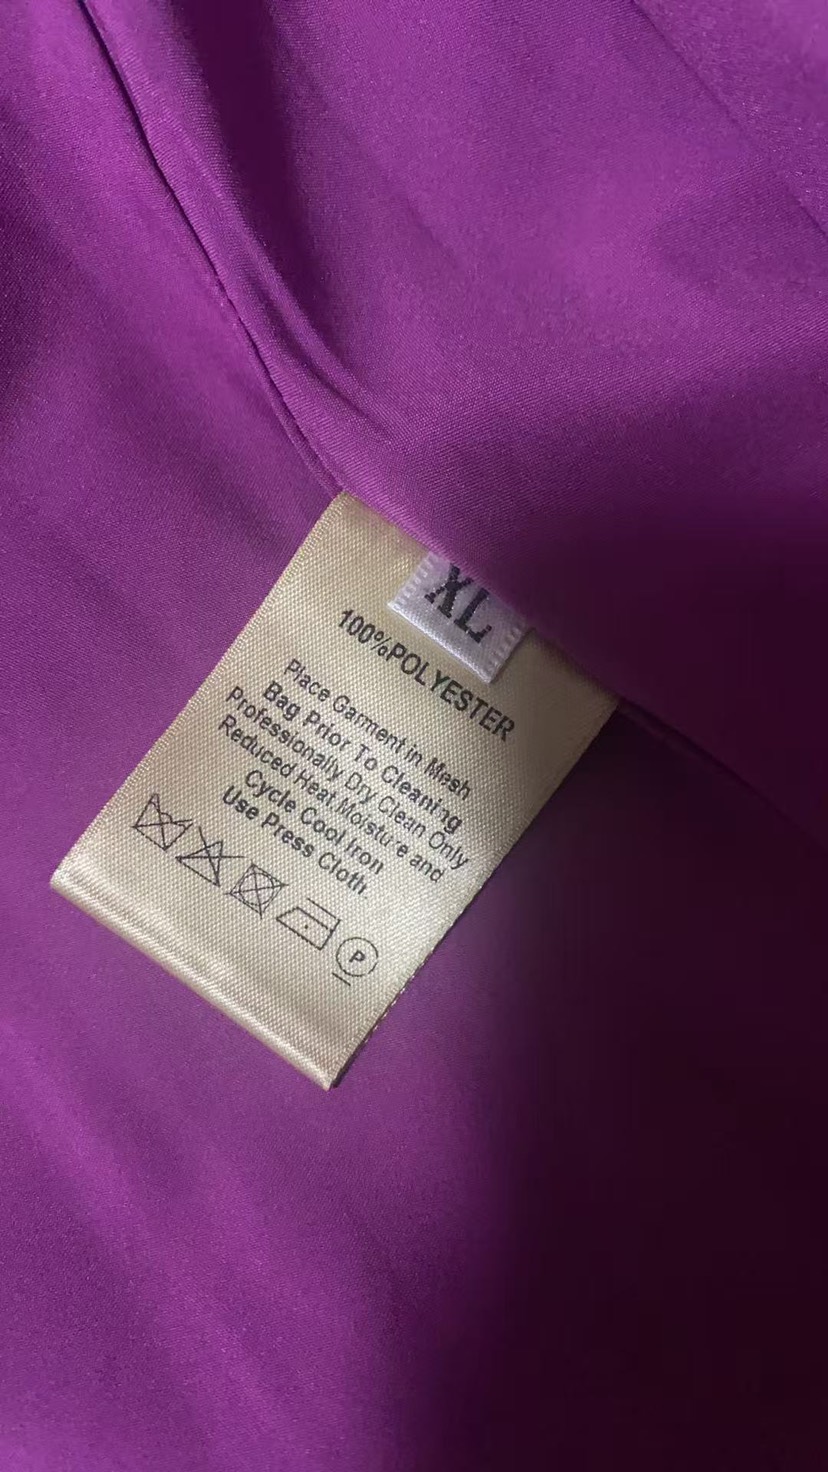 XL
100%POLYESTER
Place Garment in Mesh
Bag Prior To Cleaning
Professionally Dry Clean Only
Reduced Heat Moisture and
Cycle Cool Iron
Use Press Cloth.
P